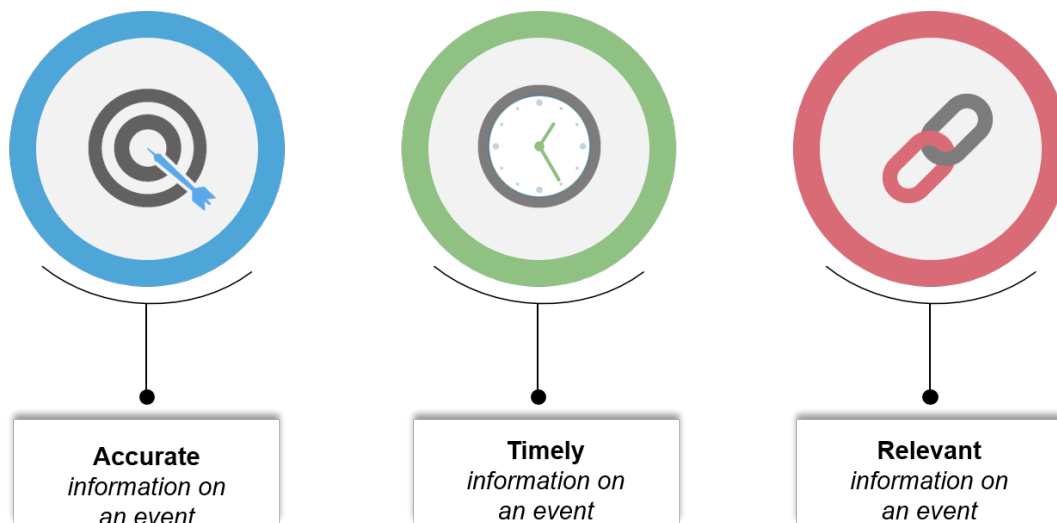 Accurate
information on
an event
Timely
information on
an event
Relevant
information on
an event